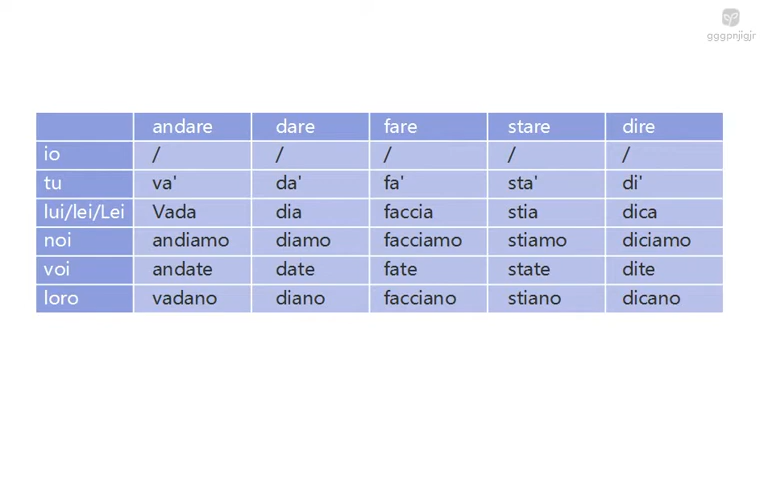 gggpnjigjr
andare dare fare stare dire
io / / / / /
tu va' da' fa' sta' di'
lui/lei/Lei Vada dia faccia stia dica
noi andiamo diamo facciamo stiamo diciamo
voi andate date fate state dite
loro vadano diano facciano stiano dicano